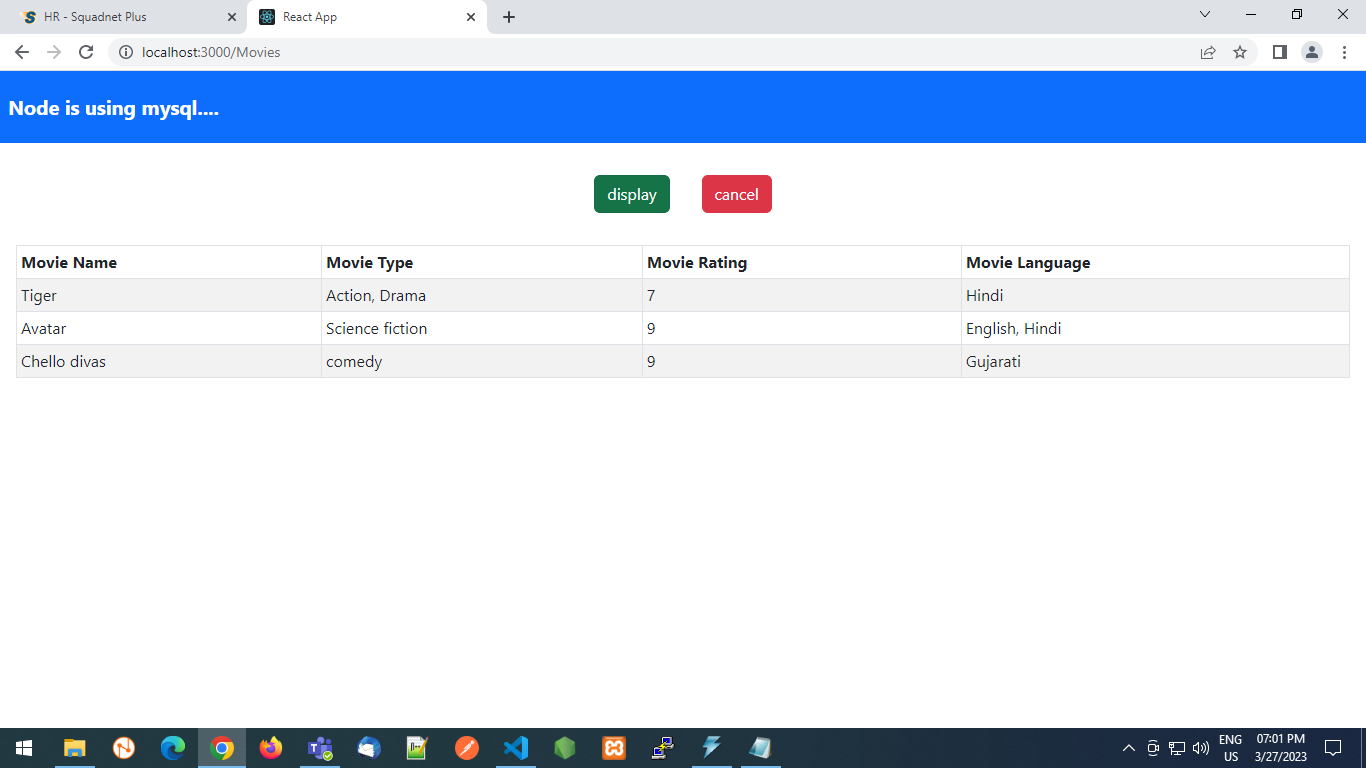 HR - Squadnet Plus
React App
localhost:3000/Movies
Node is using mysql....
display cancel
Movie Name Movie Type Movie Rating Movie Language
Tiger Action, Drama 7 Hindi
Avatar Science fiction 9 English, Hindi
Chello divas comedy 9 Gujarati
ENG
US
07:01 PM
3/27/2023